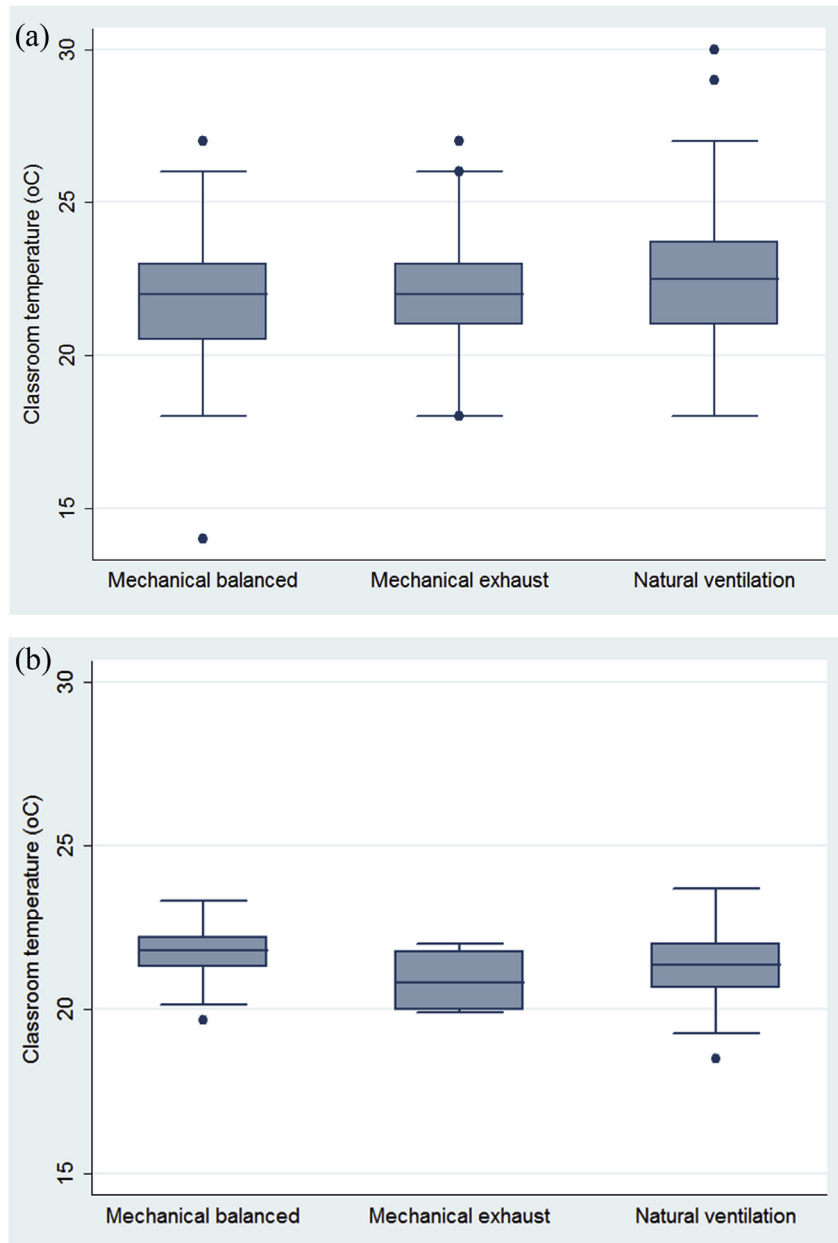 (a)
Classroom temperature (oC)
30
25
20
15
Mechanical balanced Mechanical exhaust Natural ventilation
(b)
Classroom temperature (oC)
30
25
20
15
Mechanical balanced Mechanical exhaust Natural ventilation